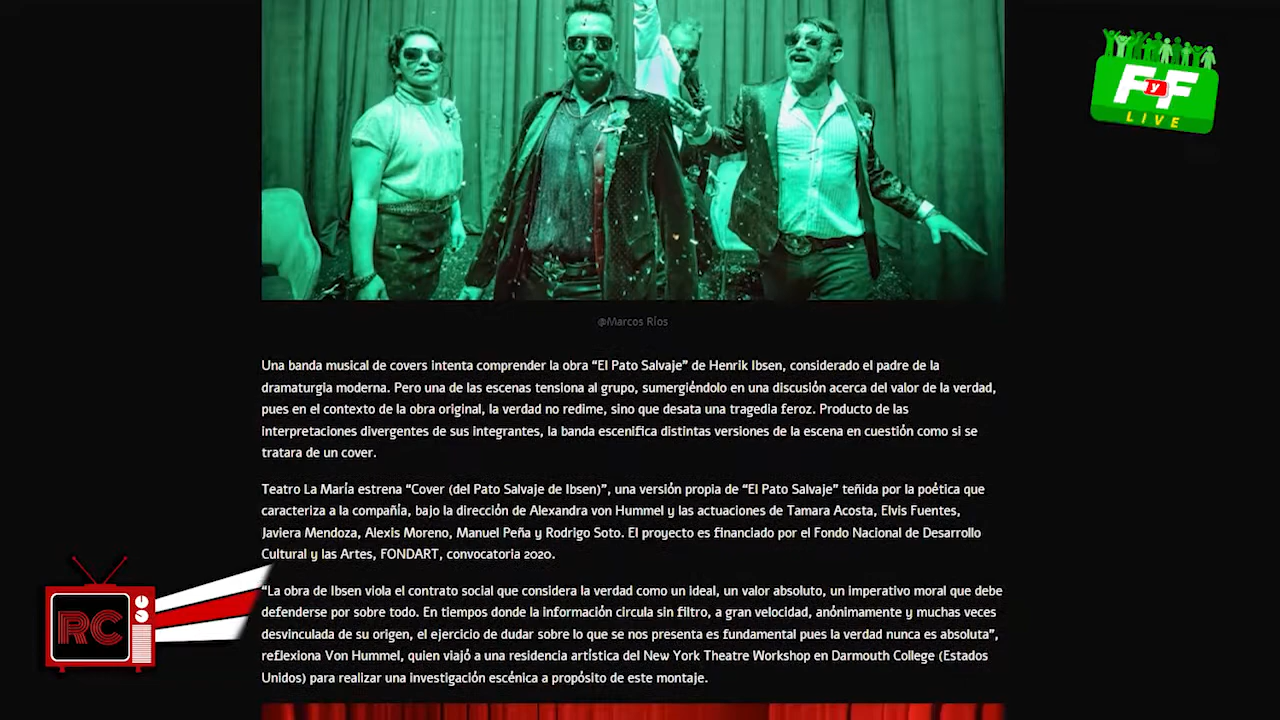 FyF
LIVE
@Marcos Ríos
Una banda musical de covers intenta comprender la obra “El Pato Salvaje” de Henrik Ibsen, considerado el padre de la
dramaturgia moderna. Pero una de las escenas tensiona al grupo, sumergiéndolo en una discusión acerca del valor de la verdad,
pues en el contexto de la obra original, la verdad no redime, sino que desata una tragedia feroz. Producto de las
interpretaciones divergentes de sus integrantes, la banda escenifica distintas versiones de la escena en cuestión como si se
tratara de un cover.
Teatro La María estrena “Cover (del Pato Salvaje de Ibsen)”, una versión propia de “El Pato Salvaje” teñida por la poética que
caracteriza a la compañía, bajo la dirección de Alexandra von Hummel y las actuaciones de Tamara Acosta, Elvis Fuentes,
Javiera Mendoza, Alexis Moreno, Manuel Peña y Rodrigo Soto. El proyecto es financiado por el Fondo Nacional de Desarrollo
Cultural y las Artes, FONDART, convocatoria 2020.
“La obra de Ibsen viola el contrato social que considera la verdad como un ideal, un valor absoluto, un imperativo moral que debe
defenderse por sobre todo. En tiempos donde la información circula sin filtro, a gran velocidad, anónimamente y muchas veces
desvinculada de su origen, el ejercicio de dudar sobre lo que se nos presenta es fundamental pues la verdad nunca es absoluta”,
reflexiona Von Hummel, quien viajó a una residencia artística del New York Theatre Workshop en Darmouth College (Estados
Unidos) para realizar una investigación escénica a propósito de este montaje.
RC